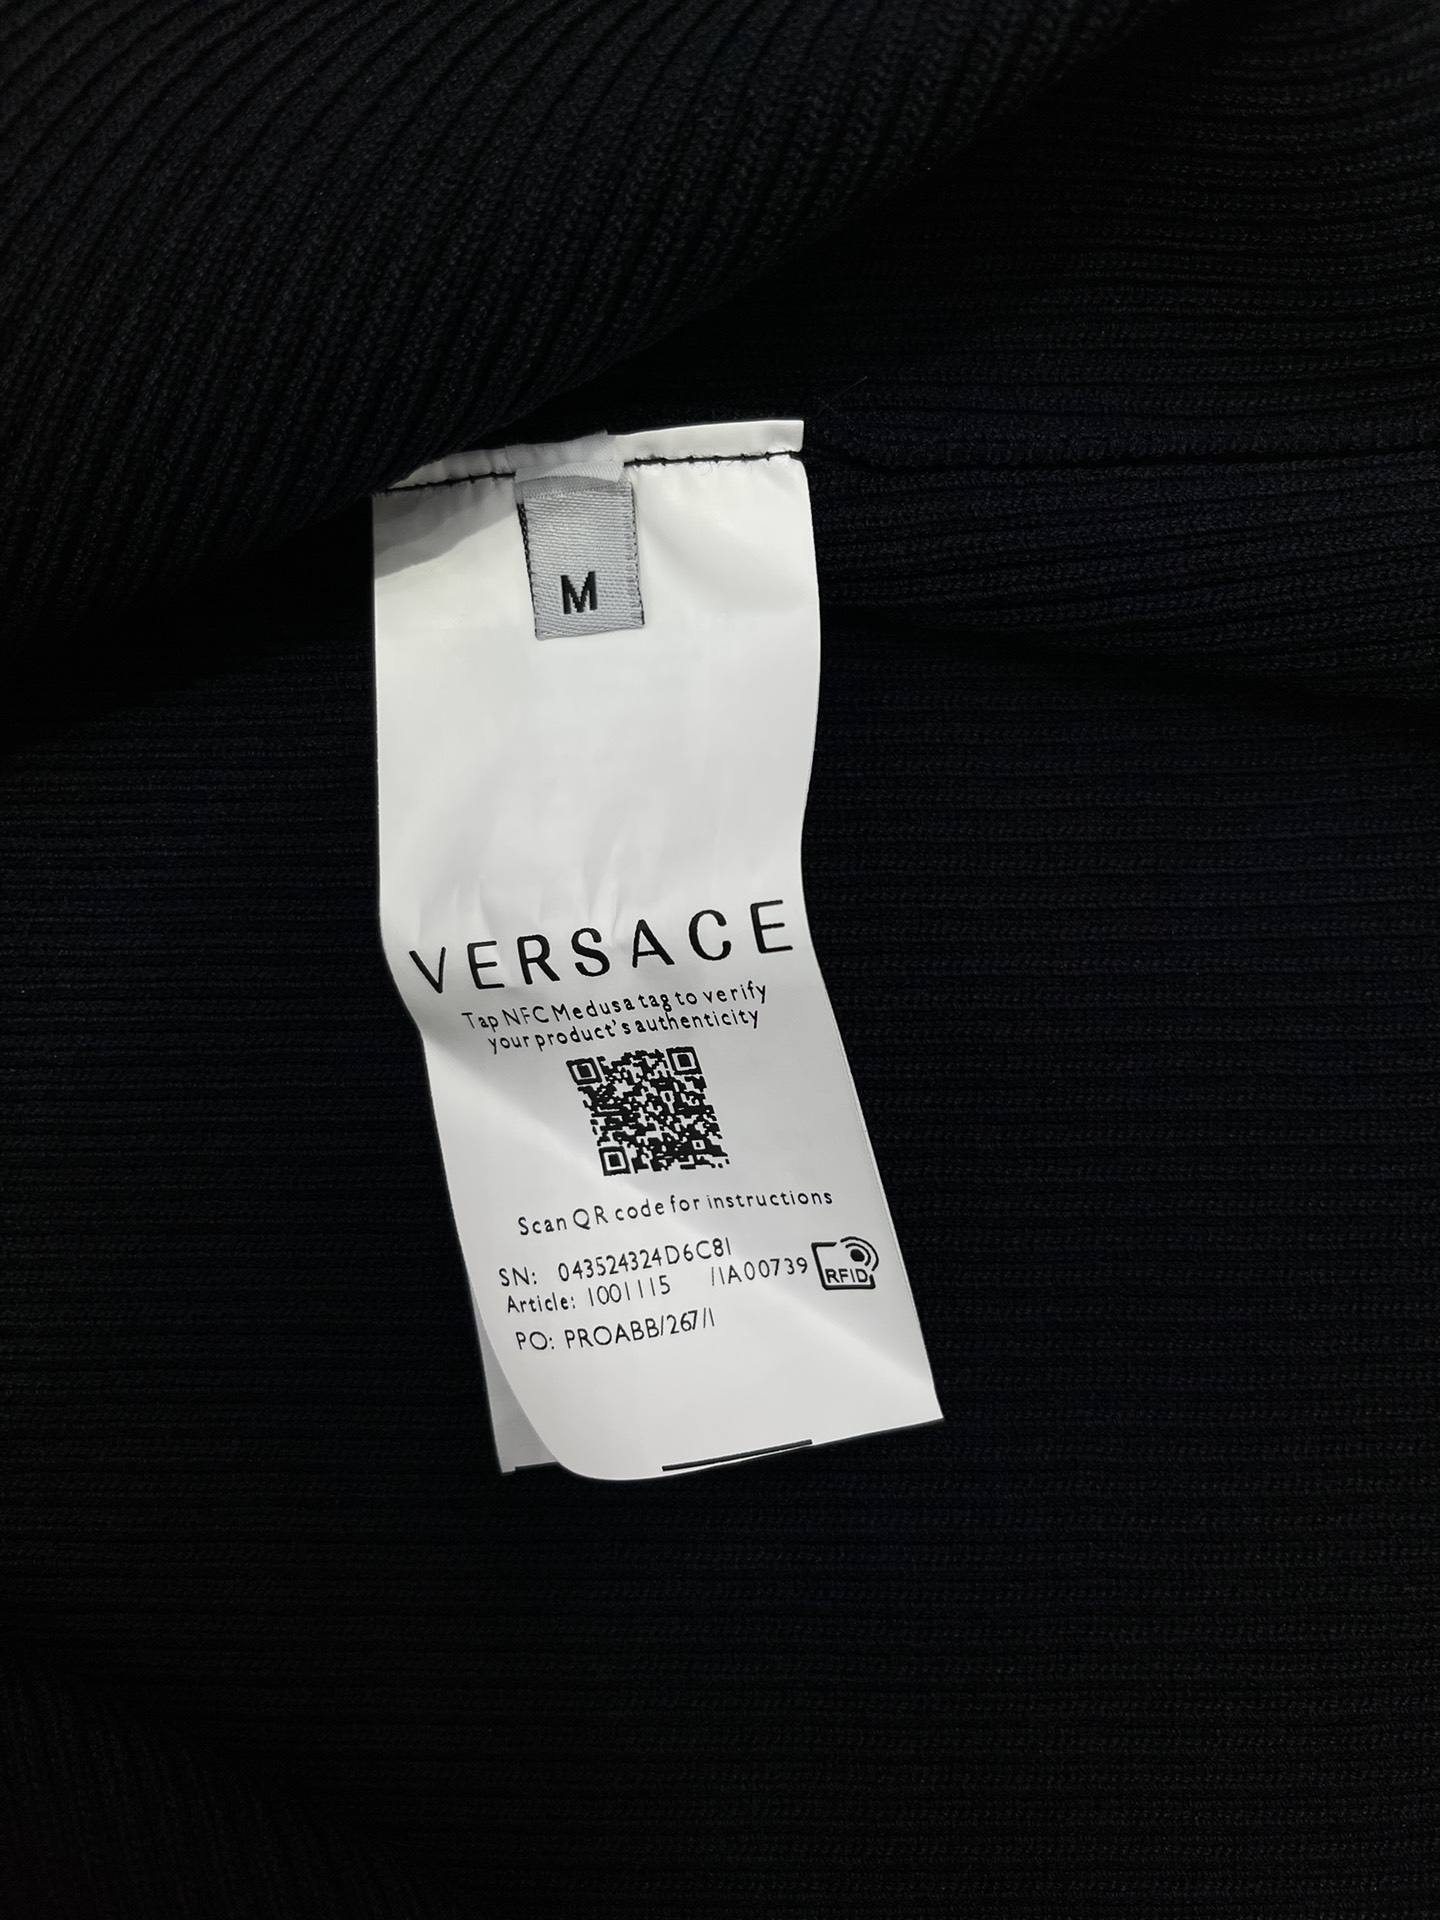 M
VERSACE
Tap NFC Medusa tag to verify
your product's authenticity
Scan QR code for instructions
SN: 043524324D6C81
Article: 1001115 /1A00739
RFID
PO: PROABB/267/1